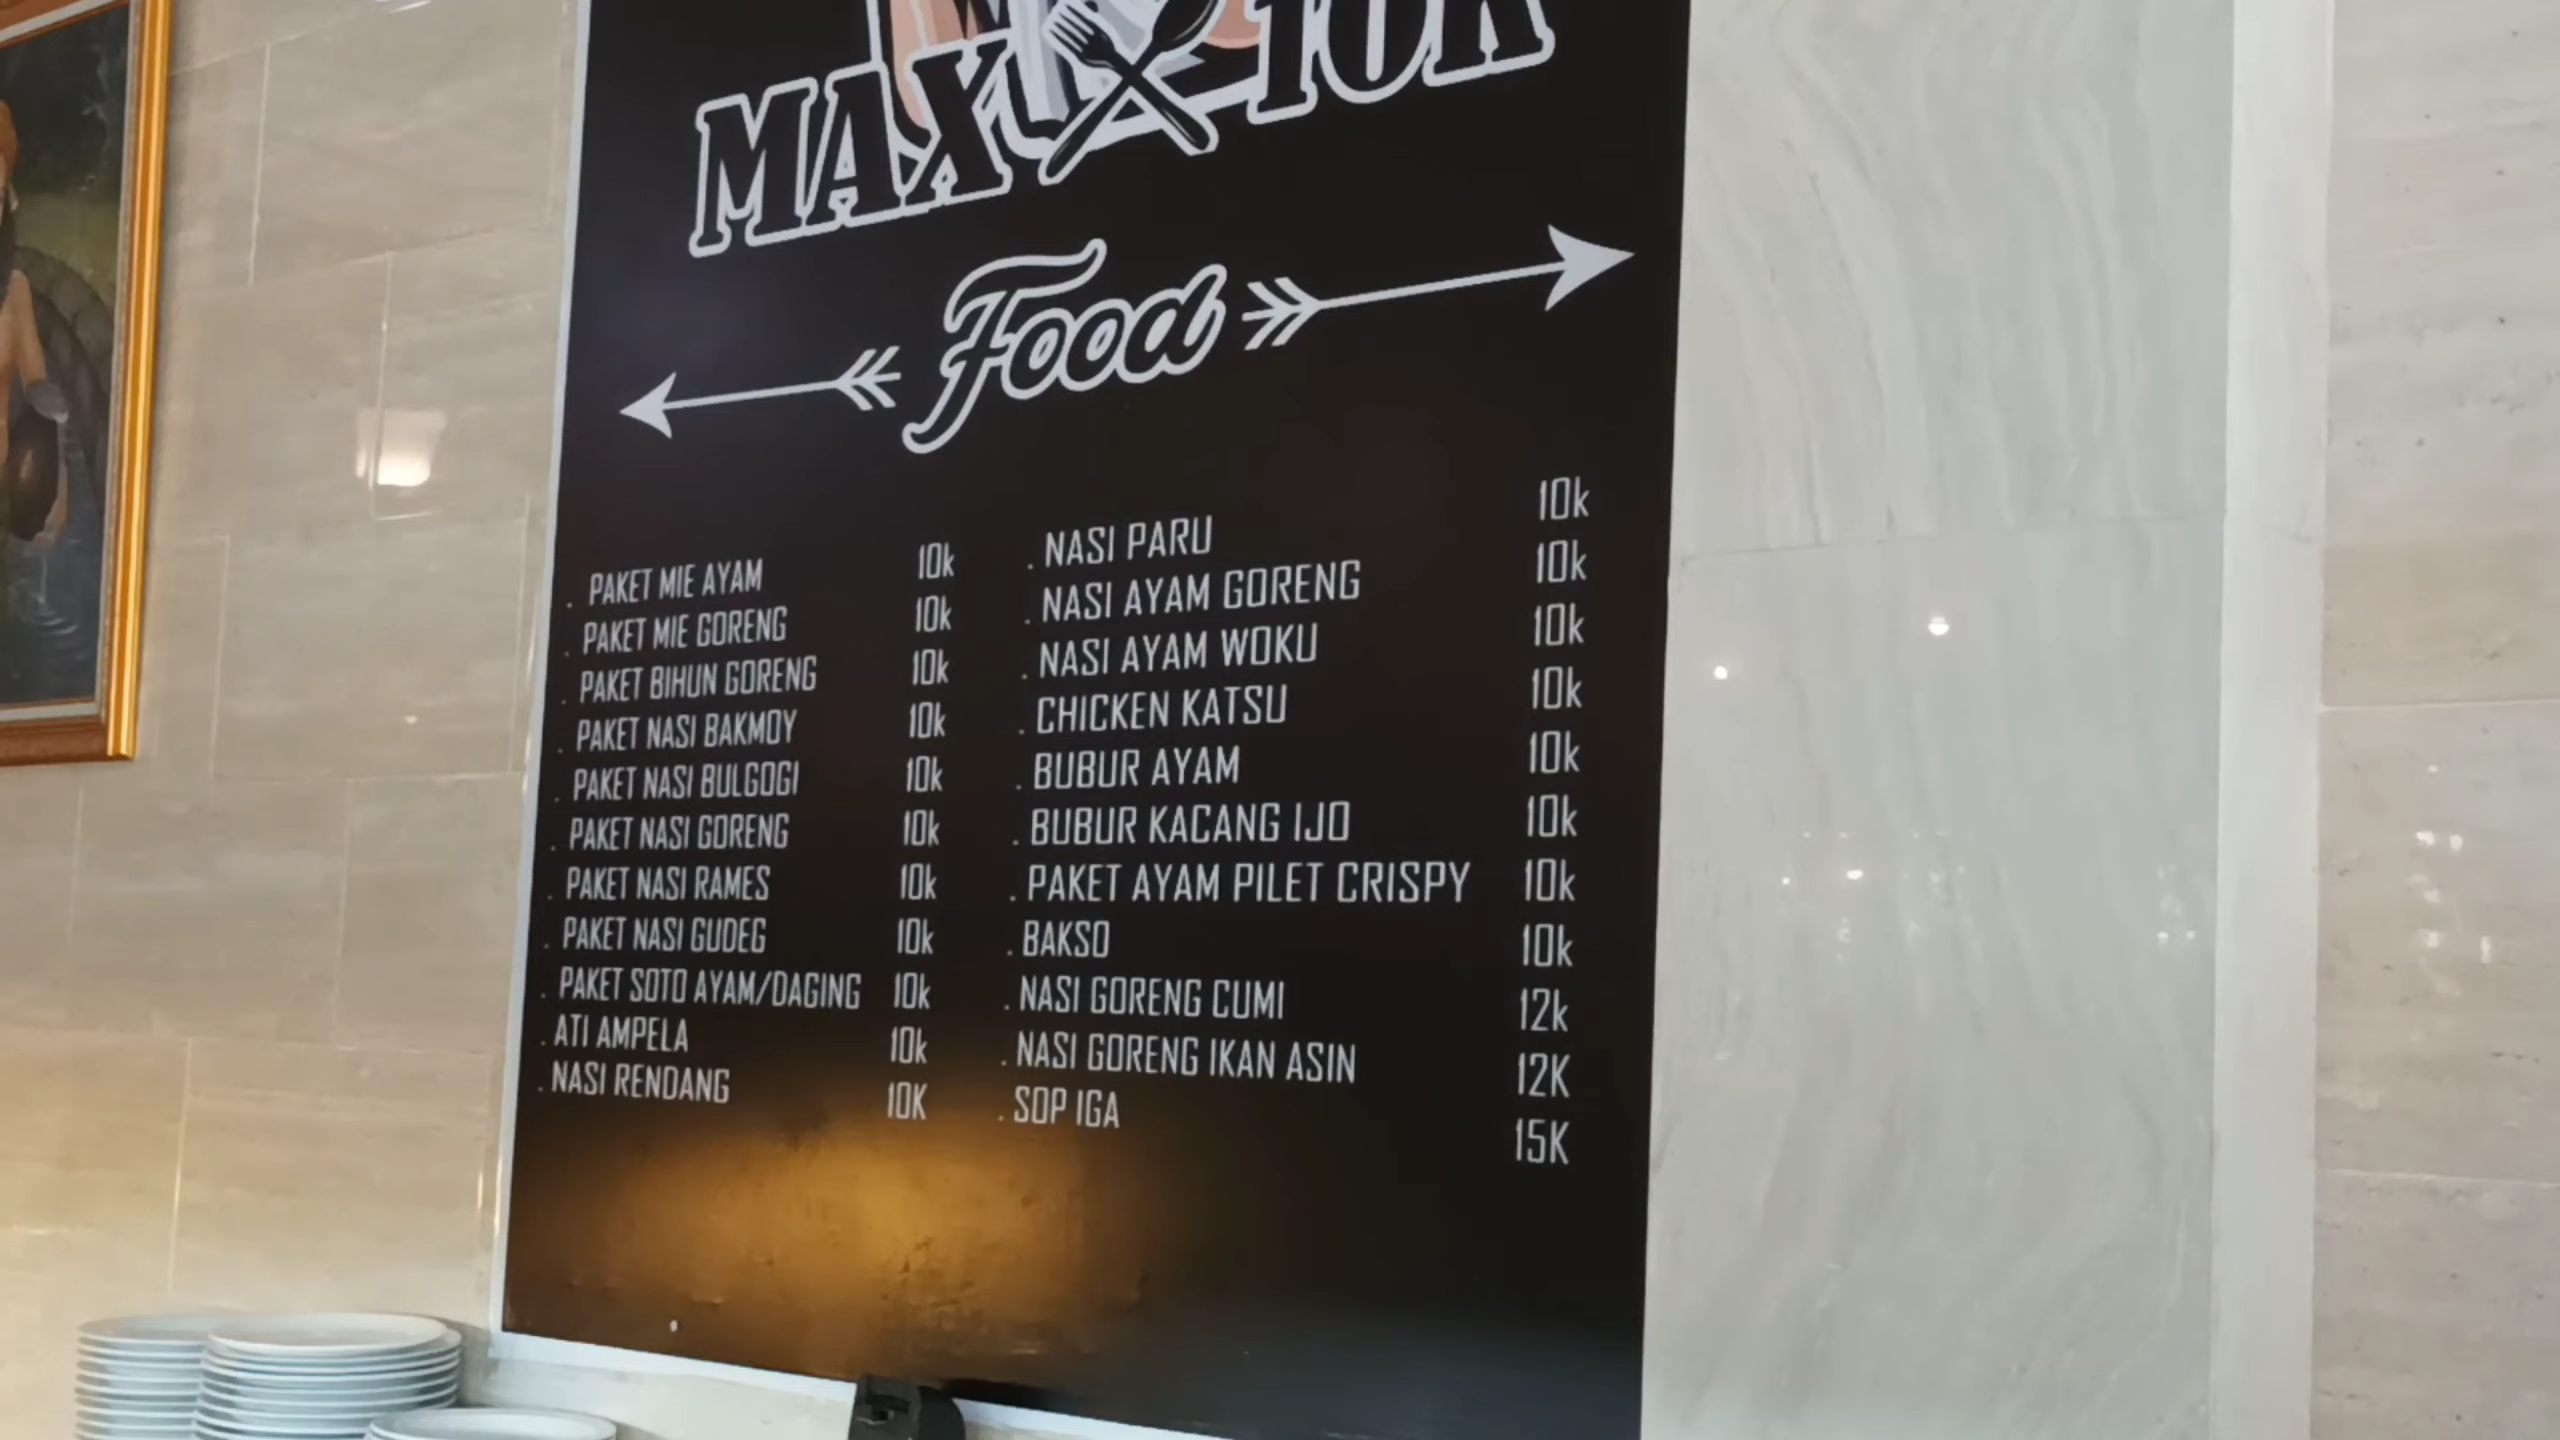 MAX 10K
Food
. PAKET MIE AYAM 10k
. PAKET MIE GORENG 10k
. PAKET BIHUN GORENG 10k
. PAKET NASI BAKMOY 10k
. PAKET NASI BULGOGI 10k
. PAKET NASI GORENG 10k
. PAKET NASI RAMES 10k
. PAKET NASI GUDEG 10k
. PAKET SOTO AYAM/DAGING 10k
. ATI AMPELA 10k
. NASI RENDANG 10K
. NASI PARU 10k
. NASI AYAM GORENG 10k
. NASI AYAM WOKU 10k
. CHICKEN KATSU 10k
. BUBUR AYAM 10k
. BUBUR KACANG IJO 10k
. PAKET AYAM PILET CRISPY 10k
. BAKSO 10k
. NASI GORENG CUMI 12k
. NASI GORENG IKAN ASIN 12K
. SOP IGA 15K